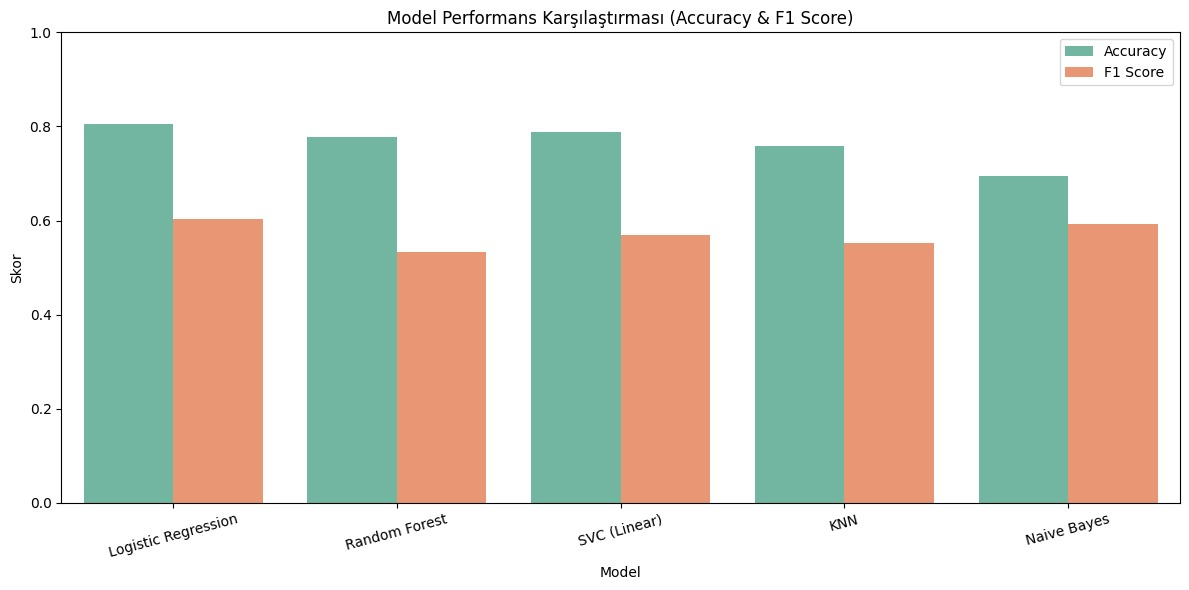 Model Performans Karşılaştırması (Accuracy & F1 Score)
Accuracy
F1 Score
Skor
1.0
0.8
0.6
0.4
0.2
0.0
Logistic Regression
Random Forest
SVC (Linear)
KNN
Naive Bayes
Model